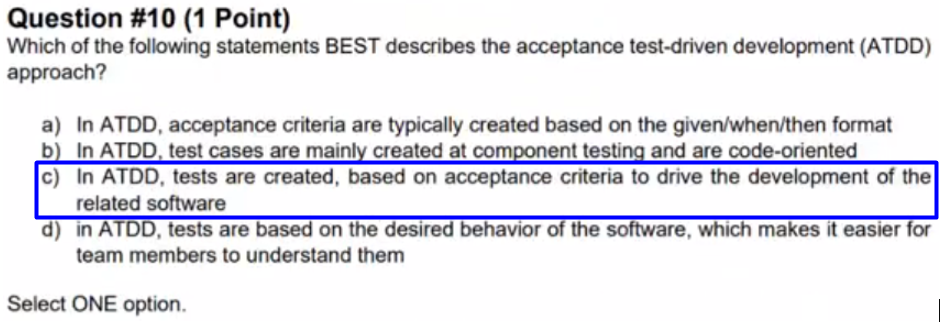 Question #10 (1 Point)
Which of the following statements BEST describes the acceptance test-driven development (ATDD)
approach?
a) In ATDD, acceptance criteria are typically created based on the given/when/then format
b) In ATDD, test cases are mainly created at component testing and are code-oriented
c) In ATDD, tests are created, based on acceptance criteria to drive the development of the
related software
d) in ATDD, tests are based on the desired behavior of the software, which makes it easier for
team members to understand them
Select ONE option.